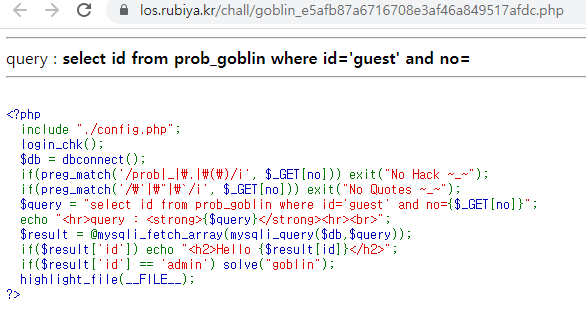 los.rubiya.kr/chall/goblin_e5afb87a6716708e3af46a849517afdc.php
query : select id from prob_goblin where id='guest' and no=
<?php
include "./config.php";
login_chk();
$db = dbconnect();
if(preg_match('/prob|_|₩.|₩(₩)/i', $_GET[no])) exit("No Hack ~_~");
if(preg_match('/₩'|₩"|₩`/i', $_GET[no])) exit("No Quotes ~_~");
$query = "select id from prob_goblin where id='guest' and no={$_GET[no]}";
echo "<hr>query : <strong>{$query}</strong><hr><br>";
$result = @mysqli_fetch_array(mysqli_query($db,$query));
if($result['id']) echo "<h2>Hello {$result[id]}</h2>";
if($result['id'] == 'admin') solve("goblin");
highlight_file(__FILE__);
?>